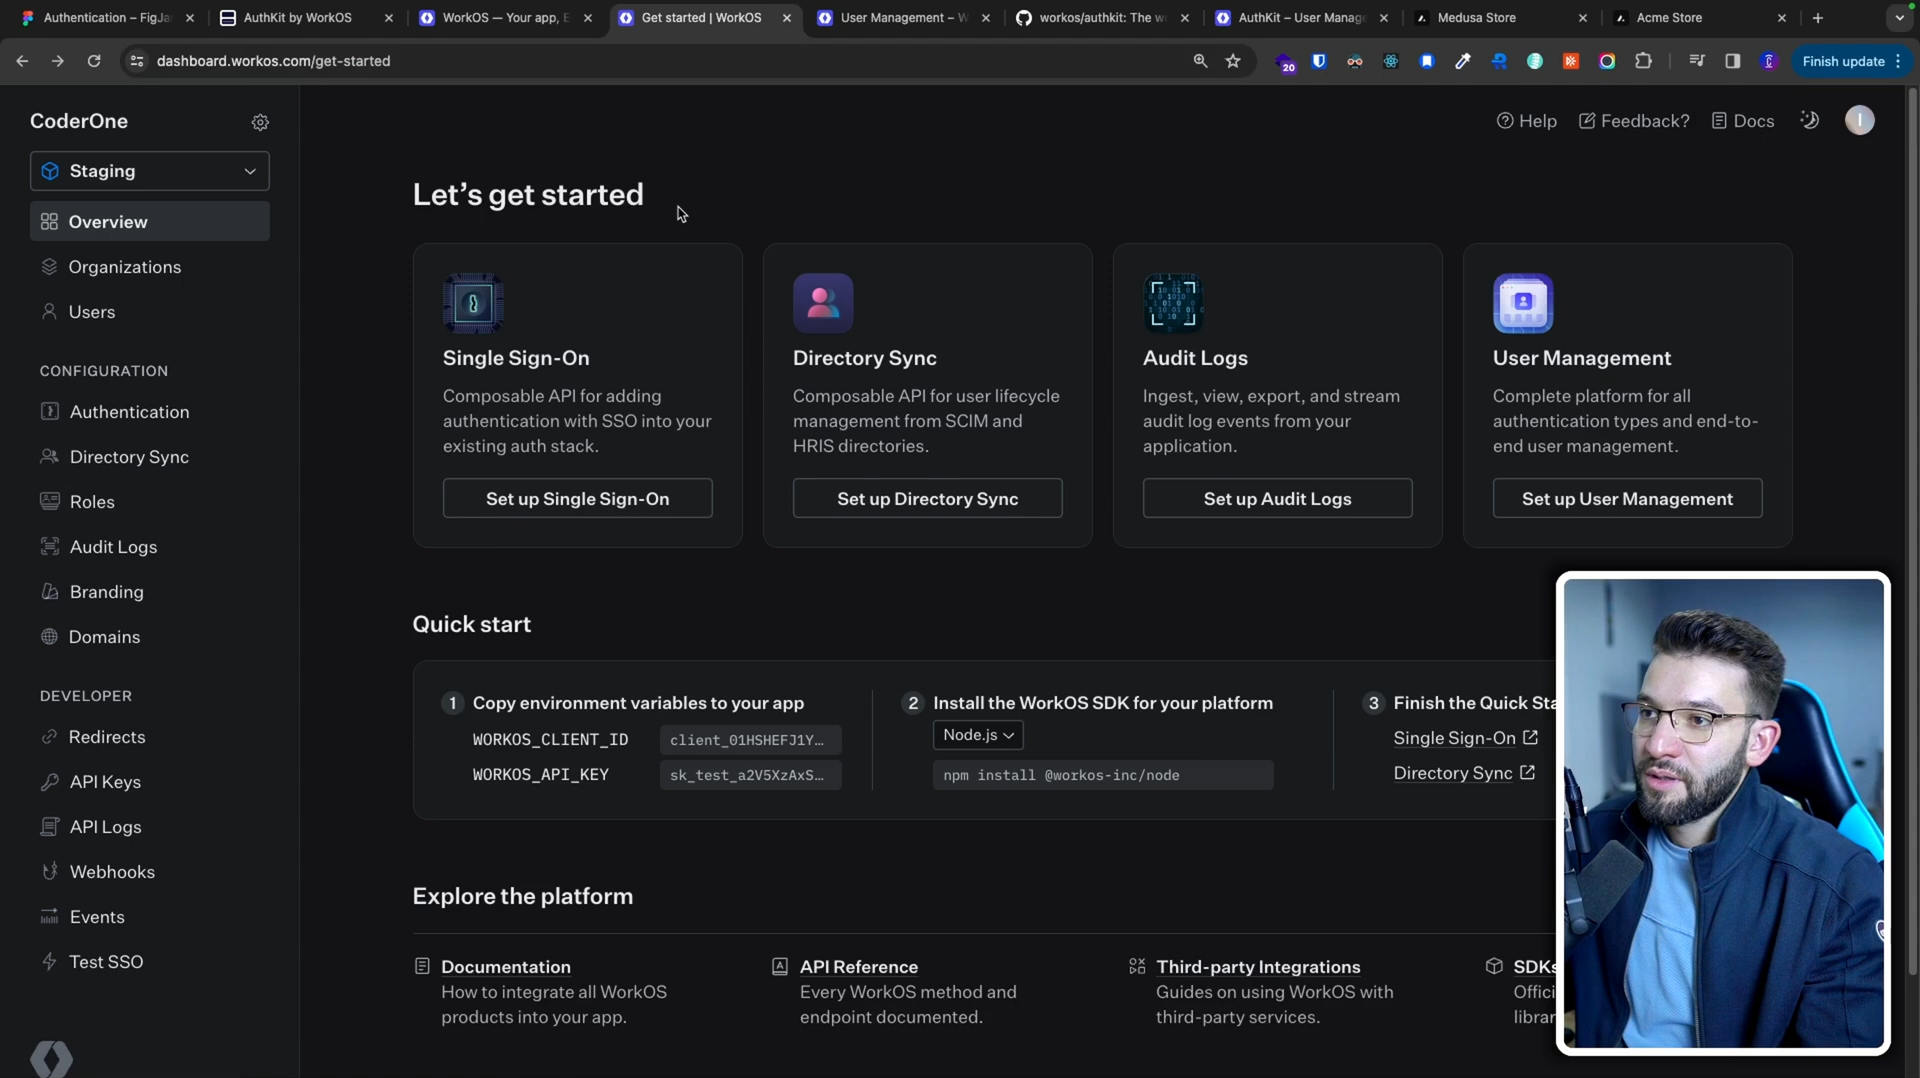 Authentication – FigJa
AuthKit by WorkOS
WorkOS — Your app, E
Get started | WorkOS
User Management – W
workos/authkit: The w
AuthKit – User Manag
Medusa Store
Acme Store
dashboard.workos.com/get-started
20
Finish update
CoderOne
Staging
Overview
Organizations
Users
CONFIGURATION
Authentication
Directory Sync
Roles
Audit Logs
Branding
Domains
DEVELOPER
Redirects
API Keys
API Logs
Webhooks
Events
Test SSO
Help
Feedback?
Docs
I
Let’s get started
Single Sign-On
Composable API for adding
authentication with SSO into your
existing auth stack.
Set up Single Sign-On
Directory Sync
Composable API for user lifecycle
management from SCIM and
HRIS directories.
Set up Directory Sync
Audit Logs
Ingest, view, export, and stream
audit log events from your
application.
Set up Audit Logs
User Management
Complete platform for all
authentication types and end-to-
end user management.
Set up User Management
Quick start
1 Copy environment variables to your app
WORKOS_CLIENT_ID client_01HSHEFJ1Y...
WORKOS_API_KEY sk_test_a2V5XzAxS...
2 Install the WorkOS SDK for your platform
Node.js
npm install @workos-inc/node
3 Finish the Quick Sta
Single Sign-On
Directory Sync
Explore the platform
Documentation
How to integrate all WorkOS
products into your app.
API Reference
Every WorkOS method and
endpoint documented.
Third-party Integrations
Guides on using WorkOS with
third-party services.
SDKs
Offici
librar